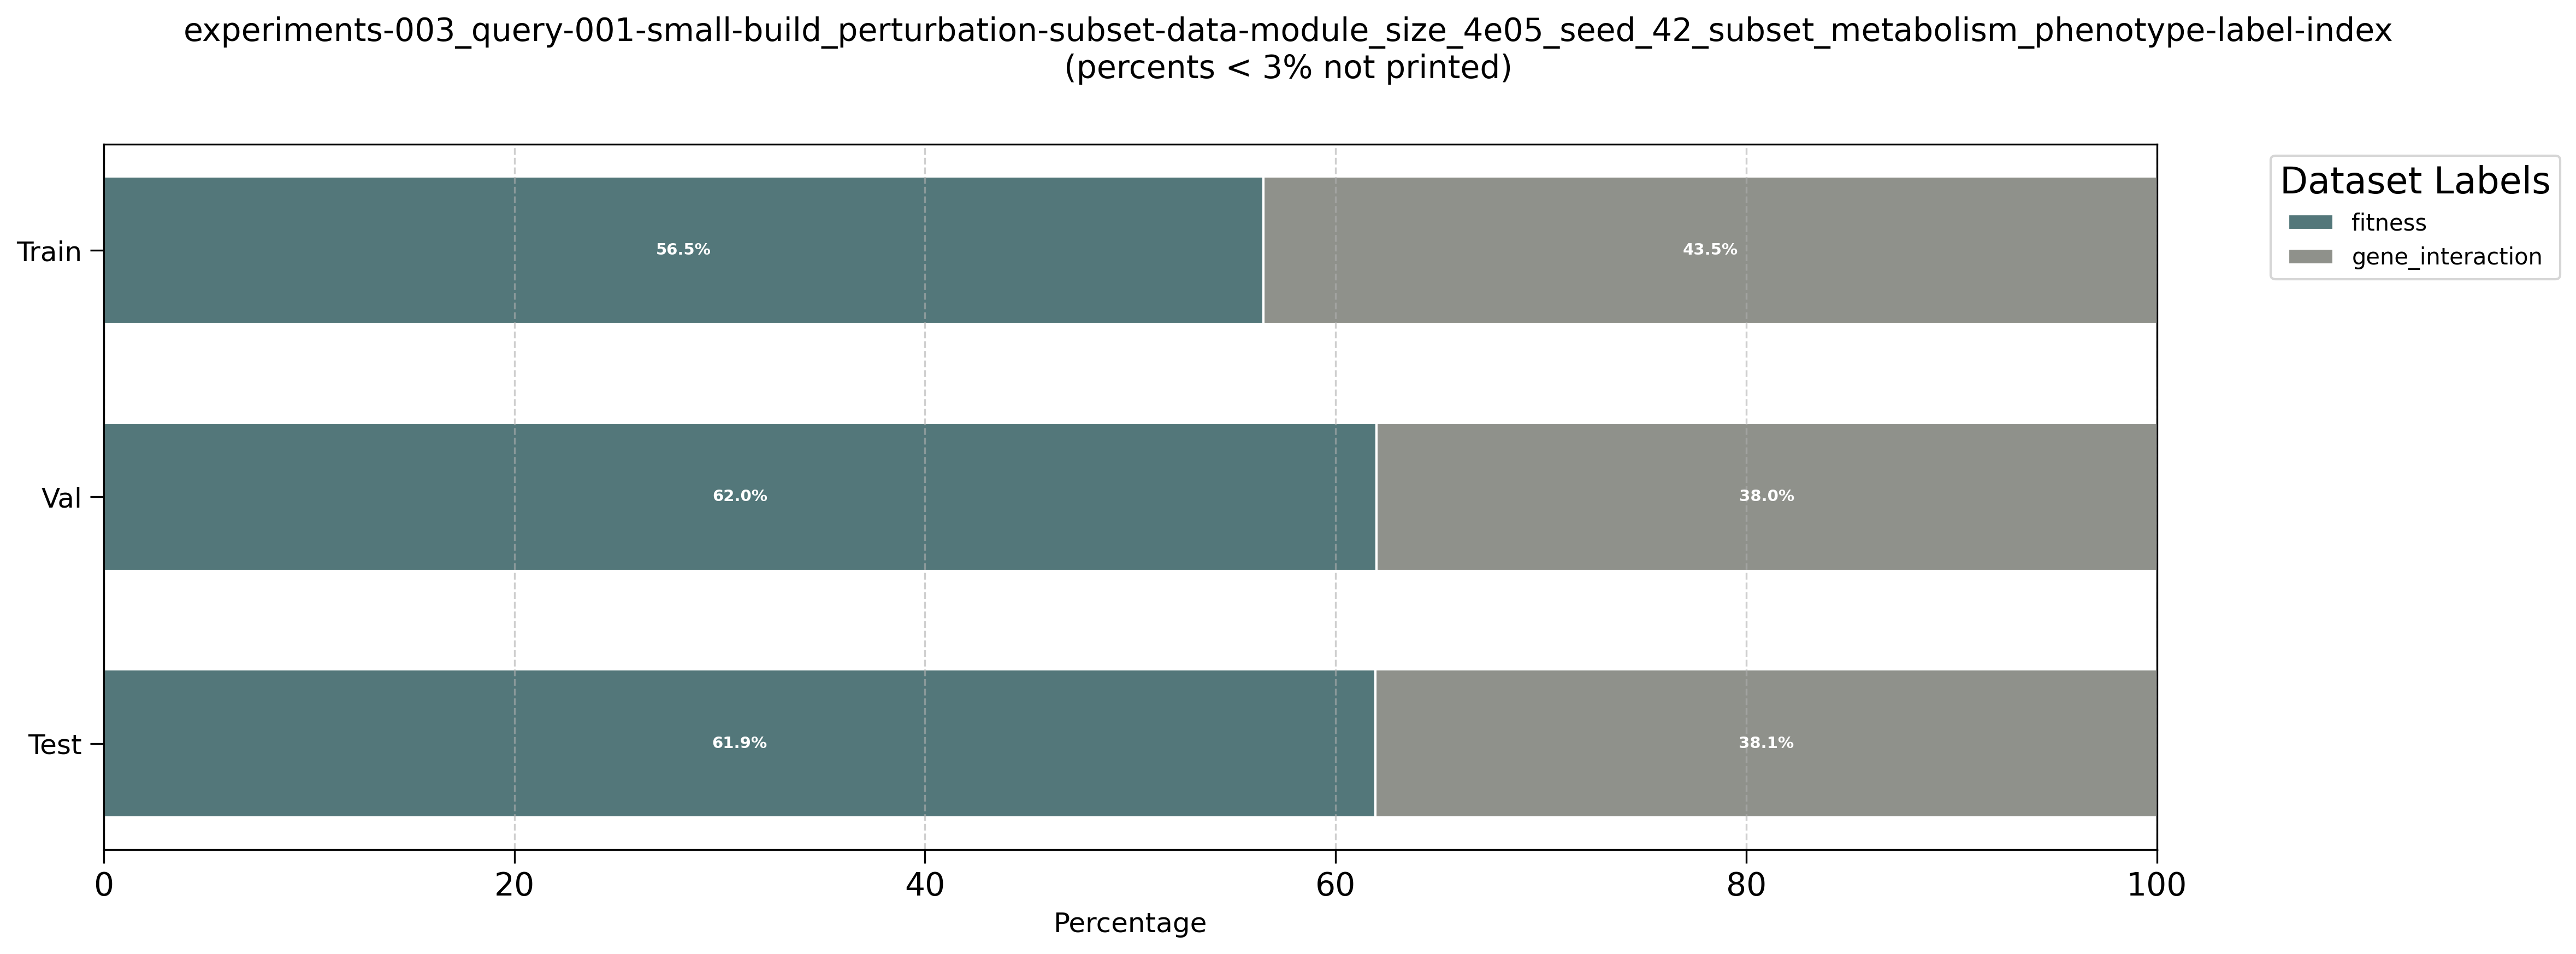 experiments-003_query-001-small-build_perturbation-subset-data-module_size_4e05_seed_42_subset_metabolism_phenotype-label-index
(percents < 3% not printed)
Dataset Labels
fitness
gene_interaction
Train
56.5%
43.5%
Val
62.0%
38.0%
Test
61.9%
38.1%
0
20
40
60
80
100
Percentage